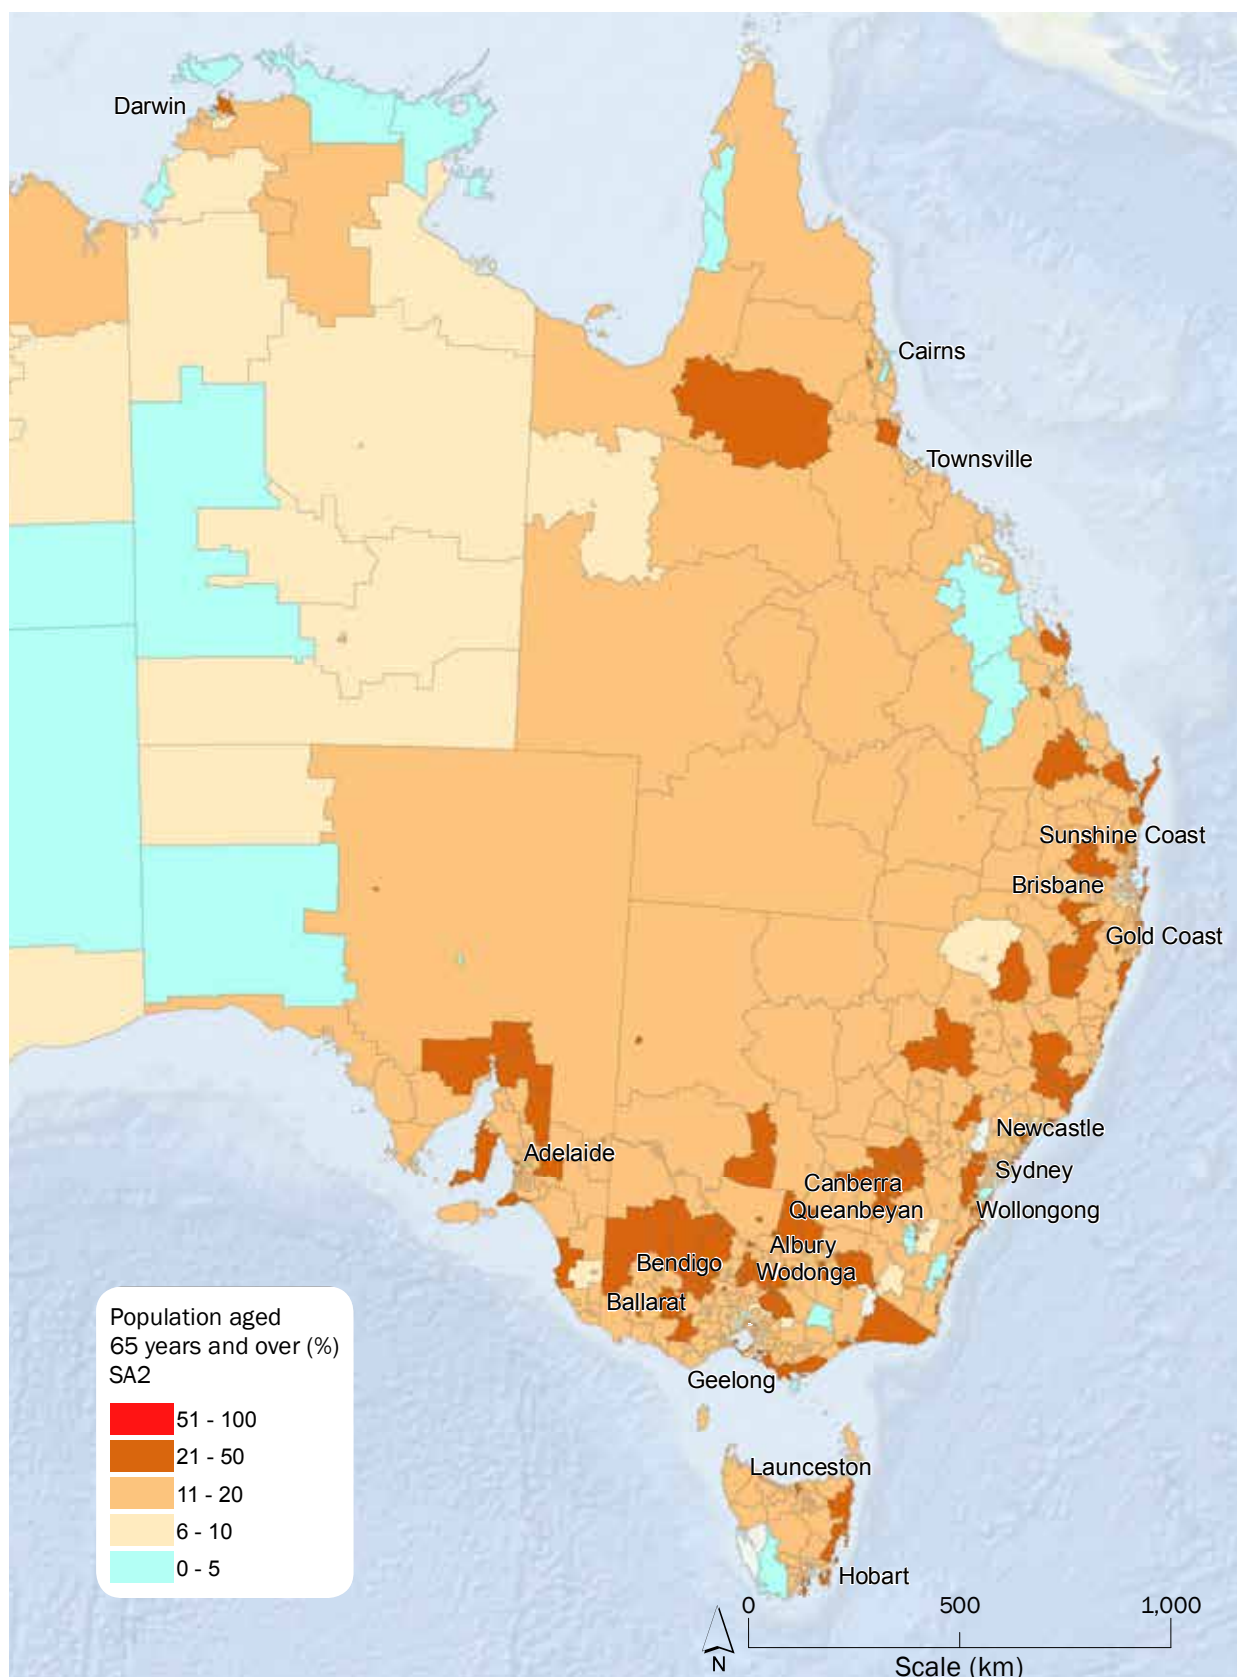 Darwin
Cairns
Townsville
Sunshine Coast
Brisbane
Gold Coast
Newcastle
Adelaide
Sydney
Canberra
Queanbeyan
Wollongong
Albury
Wodonga
Bendigo
Ballarat
Geelong
Launceston
Hobart
Population aged
65 years and over (%)
SA2
51 - 100
21 - 50
11 - 20
6 - 10
0 - 5
0 500 1,000
N
Scale (km)